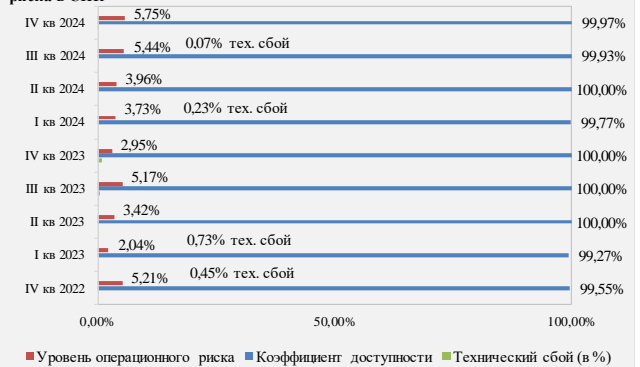 IV кв 2024 5,75% 99,97%
III кв 2024 5,44% 0,07% тех. сбой 99,93%
II кв 2024 3,96% 100,00%
I кв 2024 3,73% 0,23% тех. сбой 99,77%
IV кв 2023 2,95% 100,00%
III кв 2023 5,17% 100,00%
II кв 2023 3,42% 100,00%
I кв 2023 2,04% 0,73% тех. сбой 99,27%
IV кв 2022 5,21% 0,45% тех. сбой 99,55%
0,00% 50,00% 100,00%
Уровень операционного риска Коэффициент доступности Технический сбой (в %)